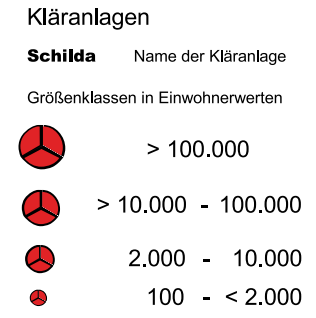 Kläranlagen
Schilda Name der Kläranlage
Größenklassen in Einwohnerwerten
> 100.000
> 10.000 - 100.000
2.000 - 10.000
100 - < 2.000